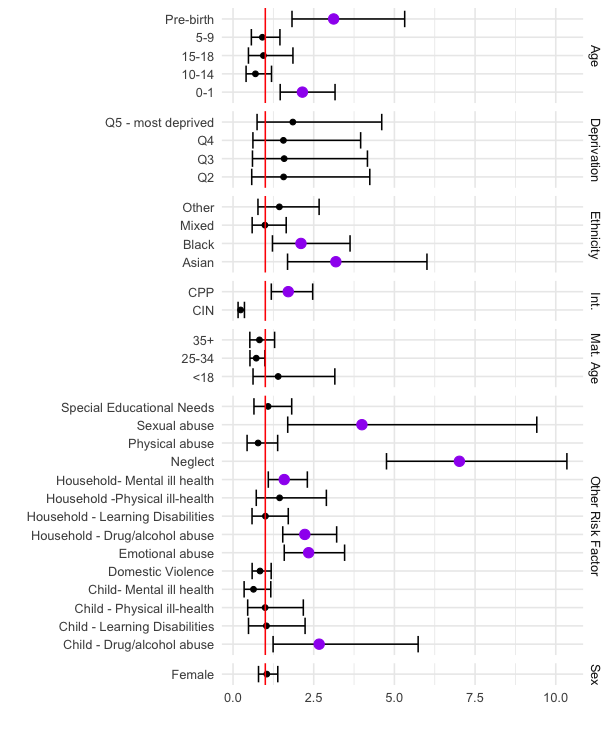 Pre-birth
5-9
15-18
10-14
0-1
Age
Q5 - most deprived
Q4
Q3
Q2
Deprivation
Other
Mixed
Black
Asian
Ethnicity
CPP
CIN
Int.
35+
25-34
<18
Mat. Age
Special Educational Needs
Sexual abuse
Physical abuse
Neglect
Household- Mental ill health
Household -Physical ill-health
Household - Learning Disabilities
Household - Drug/alcohol abuse
Emotional abuse
Domestic Violence
Child- Mental ill health
Child - Physical ill-health
Child - Learning Disabilities
Child - Drug/alcohol abuse
Other Risk Factor
Female
Sex
0.0 2.5 5.0 7.5 10.0